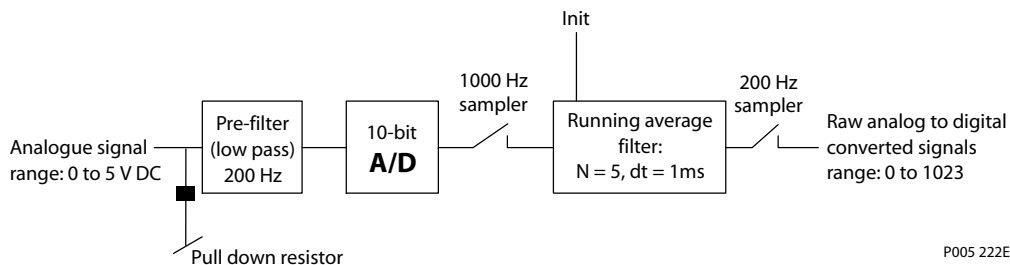 Init
1000 Hz
sampler
200 Hz
sampler
Analogue signal
range: 0 to 5 V DC
Pre-filter
(low pass)
200 Hz
10-bit
A/D
Running average
filter:
N = 5, dt = 1ms
Raw analog to digital
converted signals
range: 0 to 1023
Pull down resistor
P005 222E